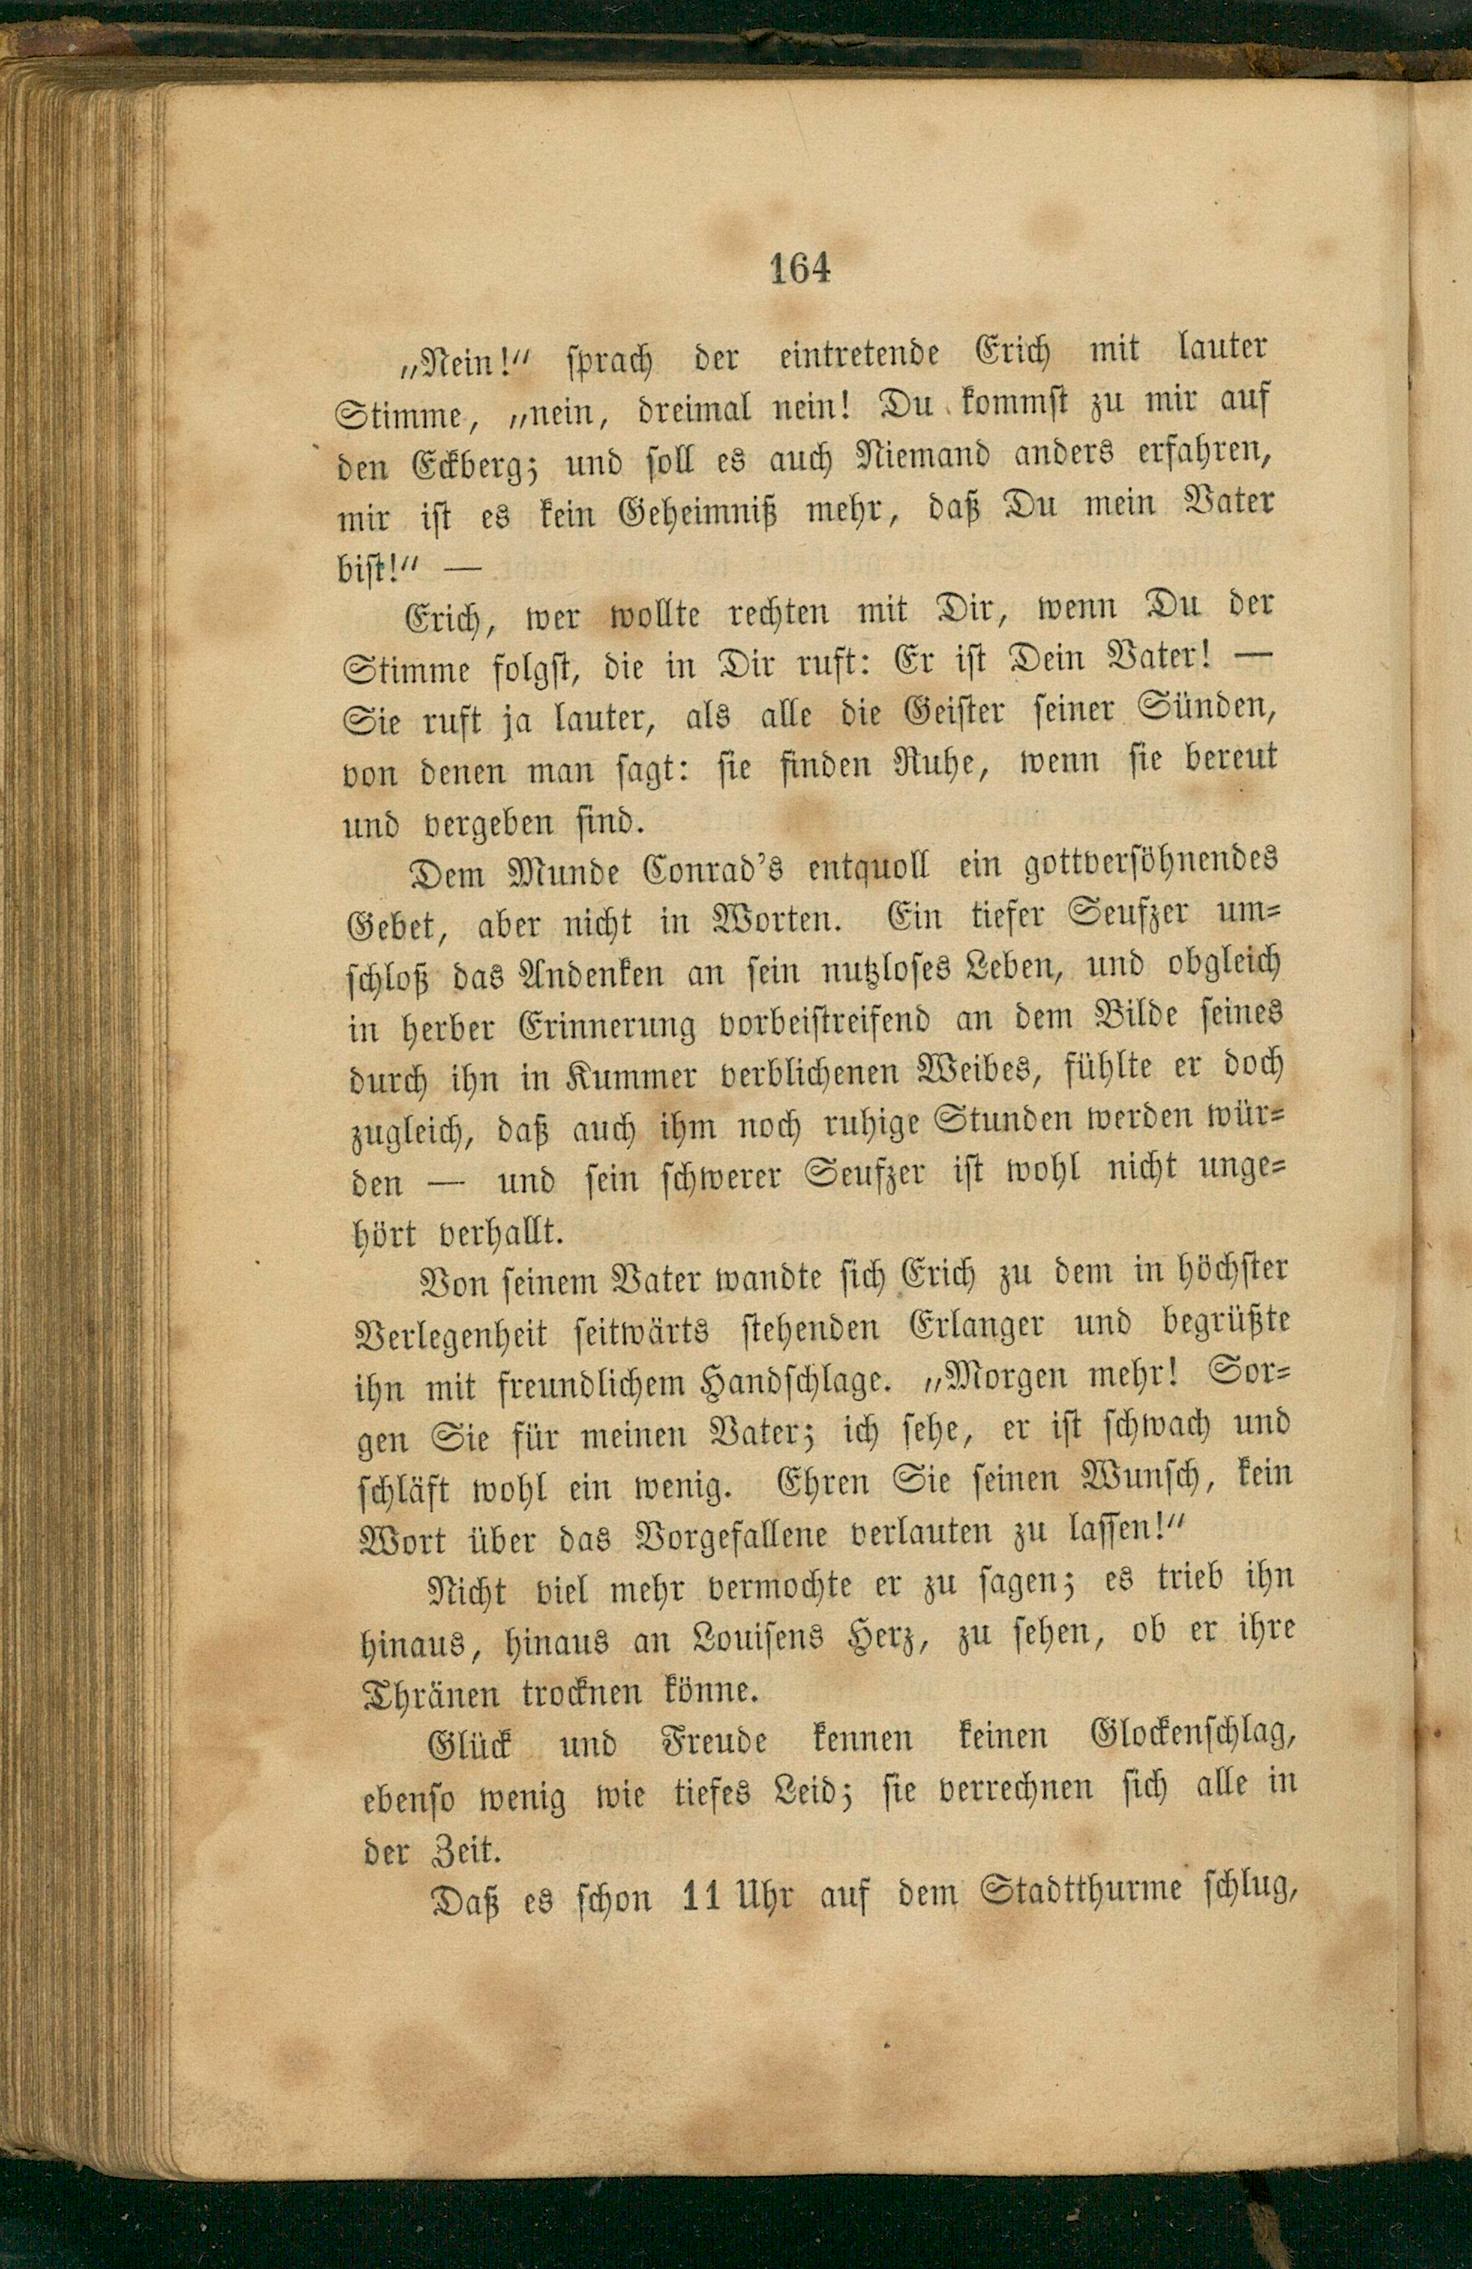 164
„Nein!“ sprach der eintretende Erich mit lauter
Stimme, „nein, dreimal nein! Du kommst zu mir auf
den Eckberg; und soll es auch Niemand anders erfahren,
mir ist es kein Geheimniß mehr, daß Du mein Vater
bist!“ —
Erich, wer wollte rechten mit Dir, wenn Du der
Stimme folgst, die in Dir ruft: Er ist Dein Vater! —
Sie ruft ja lauter, als alle die Geister seiner Sünden,
von denen man sagt: sie finden Ruhe, wenn sie bereut
und vergeben sind.
Dem Munde Conrad's entquoll ein gottversöhnendes
Gebet, aber nicht in Worten. Ein tiefer Seufzer um-
schloß das Andenken an sein nutzloses Leben, und obgleich
in herber Erinnerung vorbeistreifend an dem Bilde seines
durch ihn in Kummer verblichenen Weibes, fühlte er doch
zugleich, daß auch ihm noch ruhige Stunden werden wür-
den — und sein schwerer Seufzer ist wohl nicht unge-
hört verhallt.
Von seinem Vater wandte sich Erich zu dem in höchster
Verlegenheit seitwärts stehenden Erlanger und begrüßte
ihn mit freundlichem Handschlage. „Morgen mehr! Sor-
gen Sie für meinen Vater; ich sehe, er ist schwach und
schläft wohl ein wenig. Ehren Sie seinen Wunsch, kein
Wort über das Vorgefallene verlauten zu lassen!“
Nicht viel mehr vermochte er zu sagen; es trieb ihn
hinaus, hinaus an Louisens Herz, zu sehen, ob er ihre
Thränen trocknen könne.
Glück und Freude kennen keinen Glockenschlag,
ebenso wenig wie tiefes Leid; sie verrechnen sich alle in
der Zeit.
Daß es schon 11 Uhr auf dem Stadtthurme schlug,